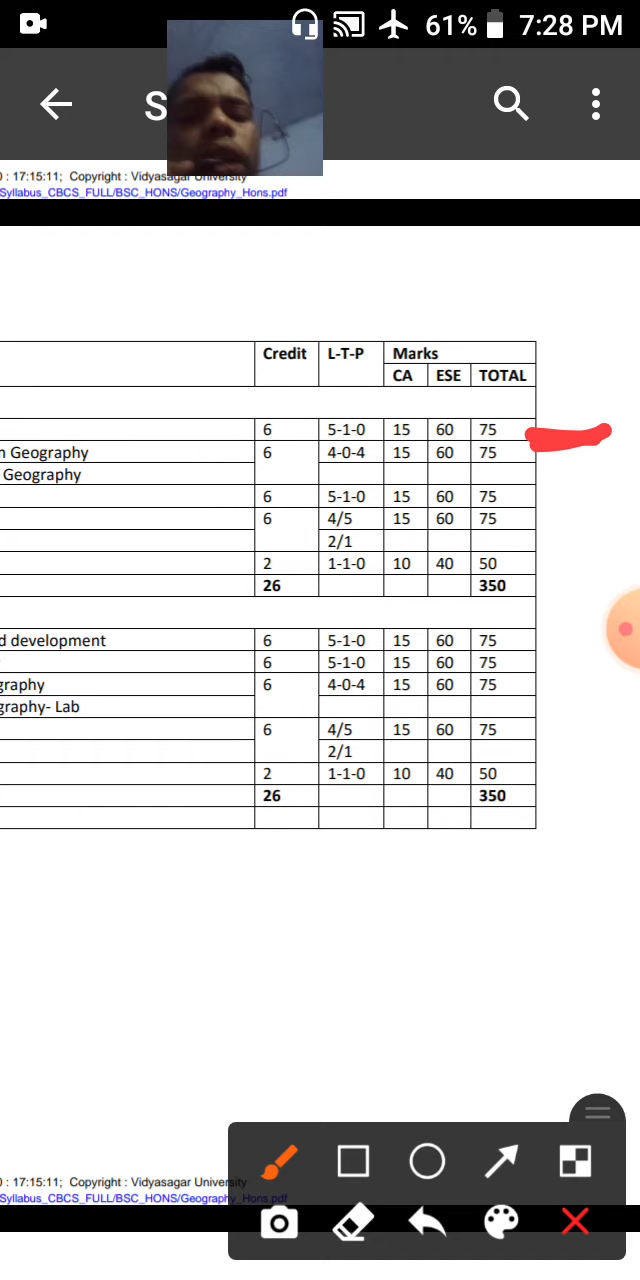 61% 7:28 PM
S
0 : 17:15:11; Copyright : Vidyasagar University
Syllabus_CBCS_FULL/BSC_HONS/Geography_Hons.pdf
Credit L-T-P Marks
CA ESE TOTAL
6 5-1-0 15 60 75
n Geography 6 4-0-4 15 60 75
Geography
6 5-1-0 15 60 75
6 4/5 15 60 75
2/1
2 1-1-0 10 40 50
26 350
d development 6 5-1-0 15 60 75
6 5-1-0 15 60 75
graphy 6 4-0-4 15 60 75
graphy- Lab
6 4/5 15 60 75
2/1
2 1-1-0 10 40 50
26 350
0 : 17:15:11; Copyright : Vidyasagar University
Syllabus_CBCS_FULL/BSC_HONS/Geography_Hons.pdf